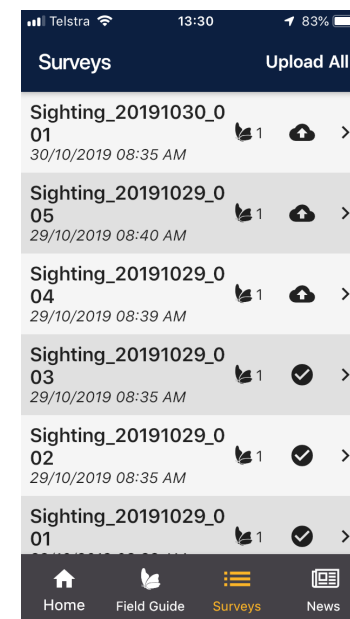 Telstra 13:30 83%
Surveys Upload All
Sighting_20191030_0
01
1
30/10/2019 08:35 AM
Sighting_20191029_0
05
1
29/10/2019 08:40 AM
Sighting_20191029_0
04
1
29/10/2019 08:39 AM
Sighting_20191029_0
03
1
29/10/2019 08:35 AM
Sighting_20191029_0
02
1
29/10/2019 08:35 AM
Sighting_20191029_0
01
1
Home Field Guide Surveys News